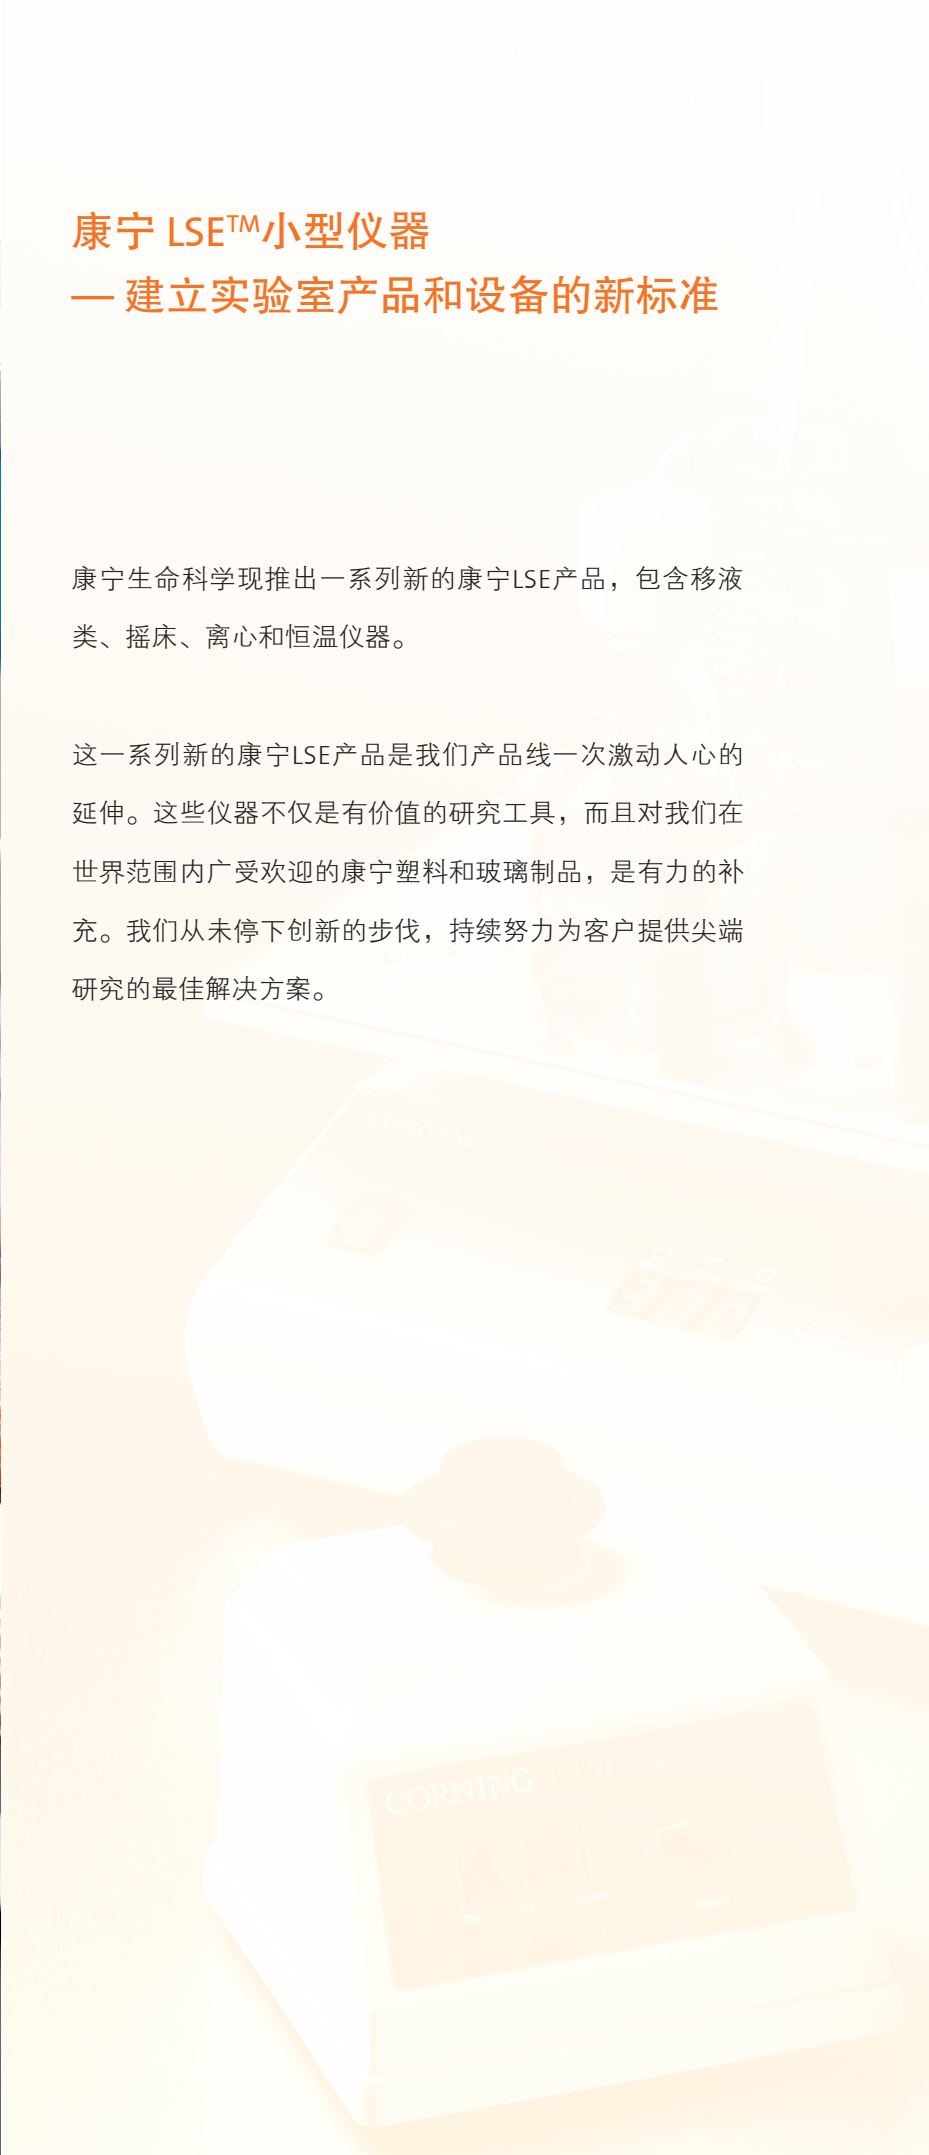 康宁 LSE™小型仪器
— 建立实验室产品和设备的新标准
康宁生命科学现推出一系列新的康宁LSE产品，包含移液
类、摇床、离心和恒温仪器。
这一系列新的康宁LSE产品是我们产品线一次激动人心的
延伸。这些仪器不仅是有价值的研究工具，而且对我们在
世界范围内广受欢迎的康宁塑料和玻璃制品，是有力的补
充。我们从未停下创新的步伐，持续努力为客户提供尖端
研究的最佳解决方案。
CORNING
300
CORNING